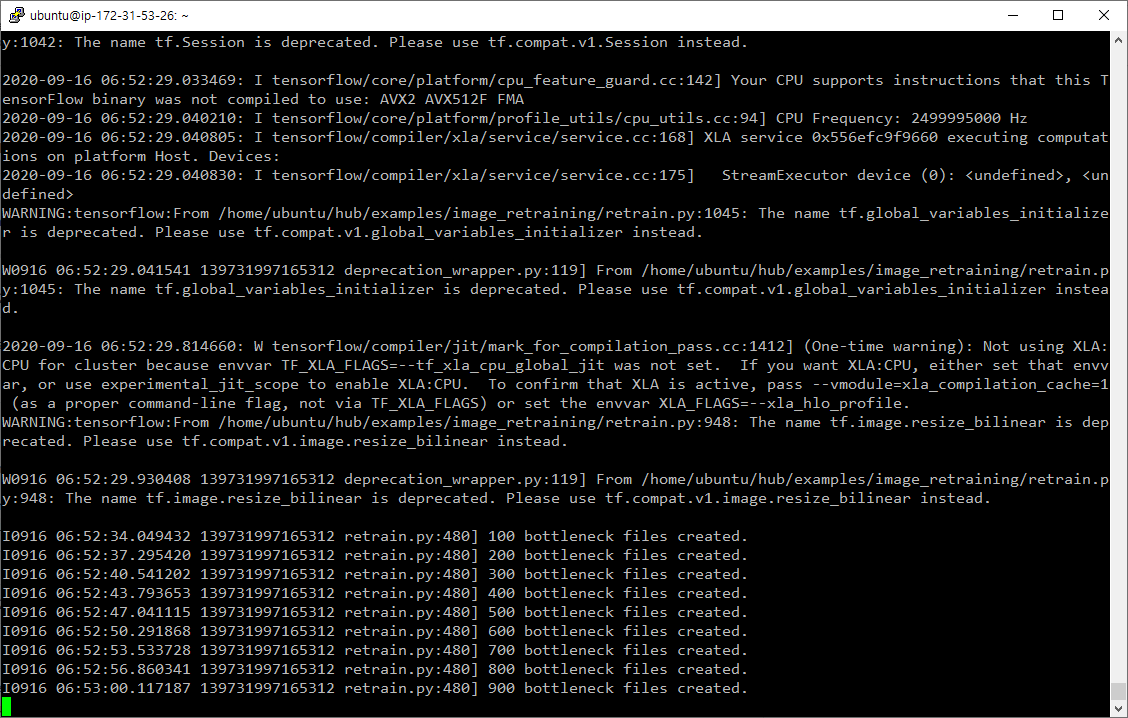 ubuntu@ip-172-31-53-26: ~
y:1042: The name tf.Session is deprecated. Please use tf.compat.v1.Session instead.
2020-09-16 06:52:29.033469: I tensorflow/core/platform/cpu_feature_guard.cc:142] Your CPU supports instructions that this T
ensorFlow binary was not compiled to use: AVX2 AVX512F FMA
2020-09-16 06:52:29.040210: I tensorflow/core/platform/profile_utils/cpu_utils.cc:94] CPU Frequency: 2499995000 Hz
2020-09-16 06:52:29.040805: I tensorflow/compiler/xla/service/service.cc:168] XLA service 0x556efc9f9660 executing computat
ions on platform Host. Devices:
2020-09-16 06:52:29.040830: I tensorflow/compiler/xla/service/service.cc:175]   StreamExecutor device (0): <undefined>, <un
defined>
WARNING:tensorflow:From /home/ubuntu/hub/examples/image_retraining/retrain.py:1045: The name tf.global_variables_initialize
r is deprecated. Please use tf.compat.v1.global_variables_initializer instead.
W0916 06:52:29.041541 139731997165312 deprecation_wrapper.py:119] From /home/ubuntu/hub/examples/image_retraining/retrain.p
y:1045: The name tf.global_variables_initializer is deprecated. Please use tf.compat.v1.global_variables_initializer instea
d.
2020-09-16 06:52:29.814660: W tensorflow/compiler/jit/mark_for_compilation_pass.cc:1412] (One-time warning): Not using XLA:
CPU for cluster because envvar TF_XLA_FLAGS=--tf_xla_cpu_global_jit was not set.  If you want XLA:CPU, either set that envv
ar, or use experimental_jit_scope to enable XLA:CPU.  To confirm that XLA is active, pass --vmodule=xla_compilation_cache=1
 (as a proper command-line flag, not via TF_XLA_FLAGS) or set the envvar XLA_FLAGS=--xla_hlo_profile.
WARNING:tensorflow:From /home/ubuntu/hub/examples/image_retraining/retrain.py:948: The name tf.image.resize_bilinear is dep
recated. Please use tf.compat.v1.image.resize_bilinear instead.
W0916 06:52:29.930408 139731997165312 deprecation_wrapper.py:119] From /home/ubuntu/hub/examples/image_retraining/retrain.p
y:948: The name tf.image.resize_bilinear is deprecated. Please use tf.compat.v1.image.resize_bilinear instead.
I0916 06:52:34.049432 139731997165312 retrain.py:480] 100 bottleneck files created.
I0916 06:52:37.295420 139731997165312 retrain.py:480] 200 bottleneck files created.
I0916 06:52:40.541202 139731997165312 retrain.py:480] 300 bottleneck files created.
I0916 06:52:43.793653 139731997165312 retrain.py:480] 400 bottleneck files created.
I0916 06:52:47.041115 139731997165312 retrain.py:480] 500 bottleneck files created.
I0916 06:52:50.291868 139731997165312 retrain.py:480] 600 bottleneck files created.
I0916 06:52:53.533728 139731997165312 retrain.py:480] 700 bottleneck files created.
I0916 06:52:56.860341 139731997165312 retrain.py:480] 800 bottleneck files created.
I0916 06:53:00.117187 139731997165312 retrain.py:480] 900 bottleneck files created.